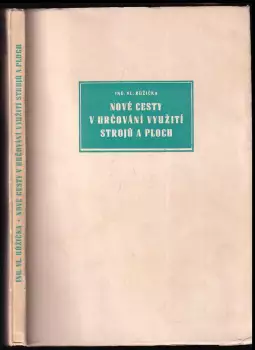 ING. VL. RŮŽIČKA
NOVÉ CESTY
V URČOVÁNÍ VYUŽITÍ
STROJŮ A PLOCH
ING. VL. RŮŽIČKA • NOVÉ CESTY V URČOVÁNÍ VYUŽITÍ STROJŮ A PLOCH